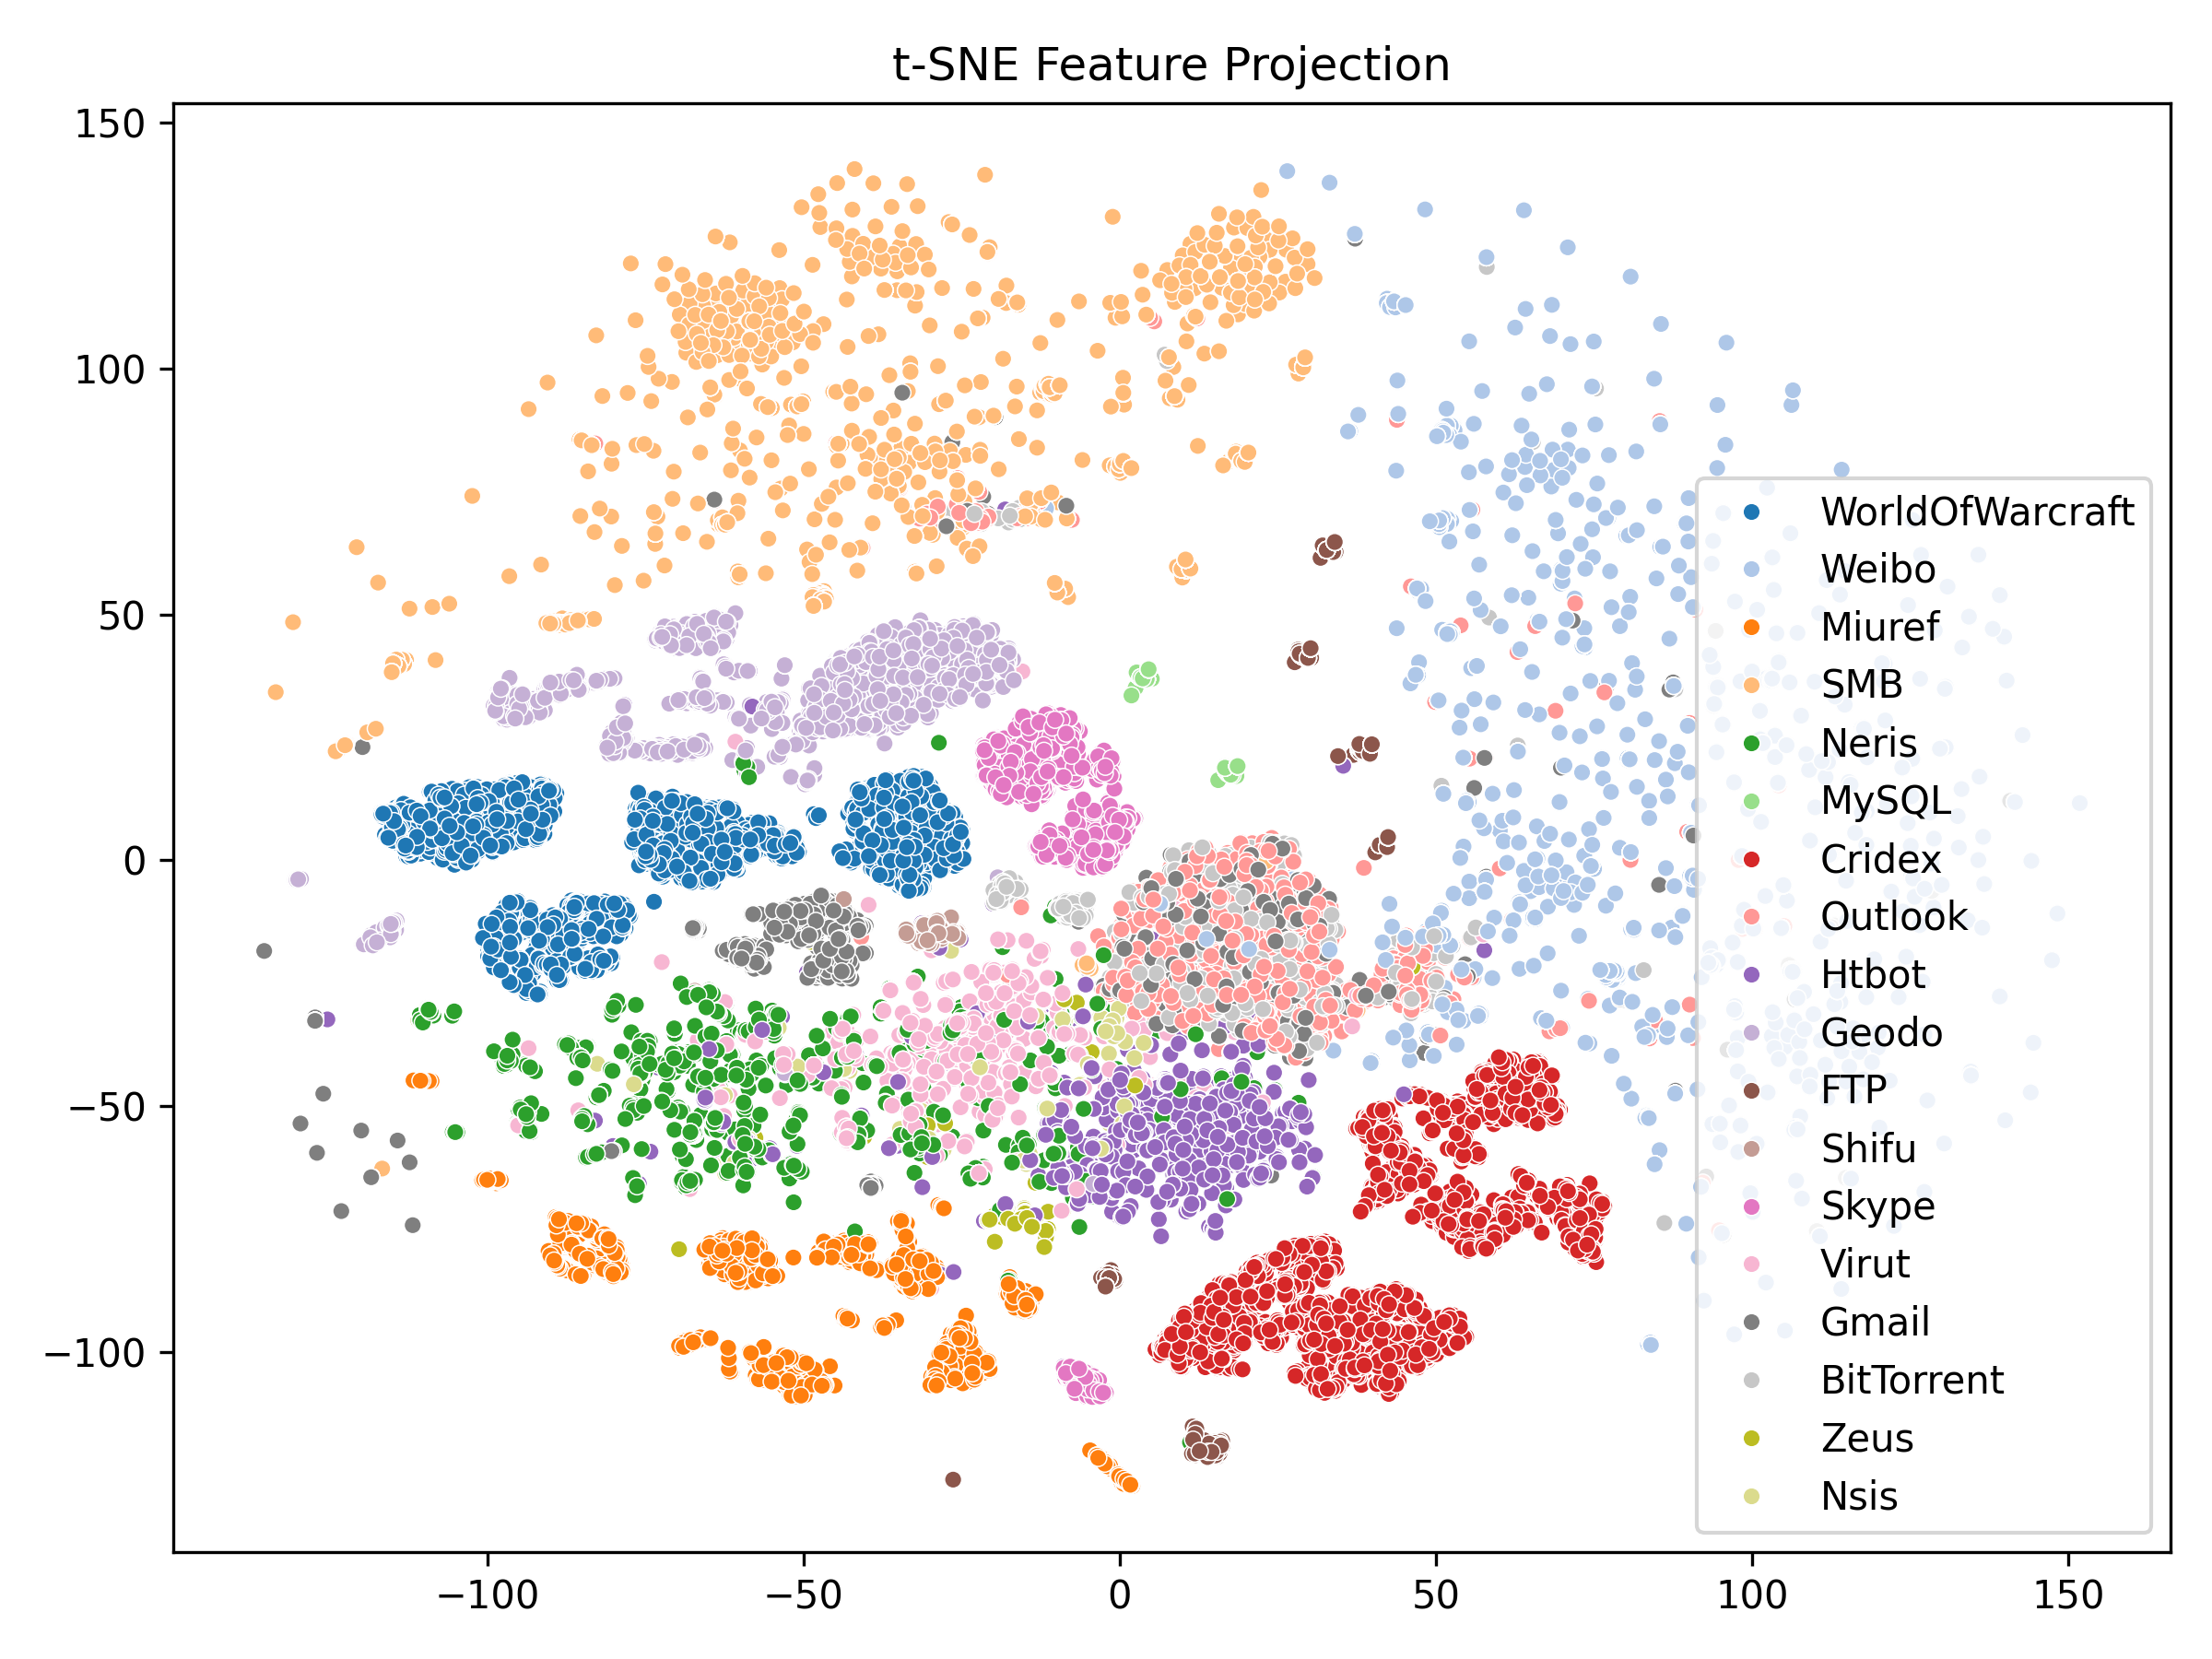 t-SNE Feature Projection
150
100
50
0
−50
−100
−100
−50
0
50
100
150
WorldOfWarcraft
Weibo
Miuref
SMB
Neris
MySQL
Cridex
Outlook
Htbot
Geodo
FTP
Shifu
Skype
Virut
Gmail
BitTorrent
Zeus
Nsis